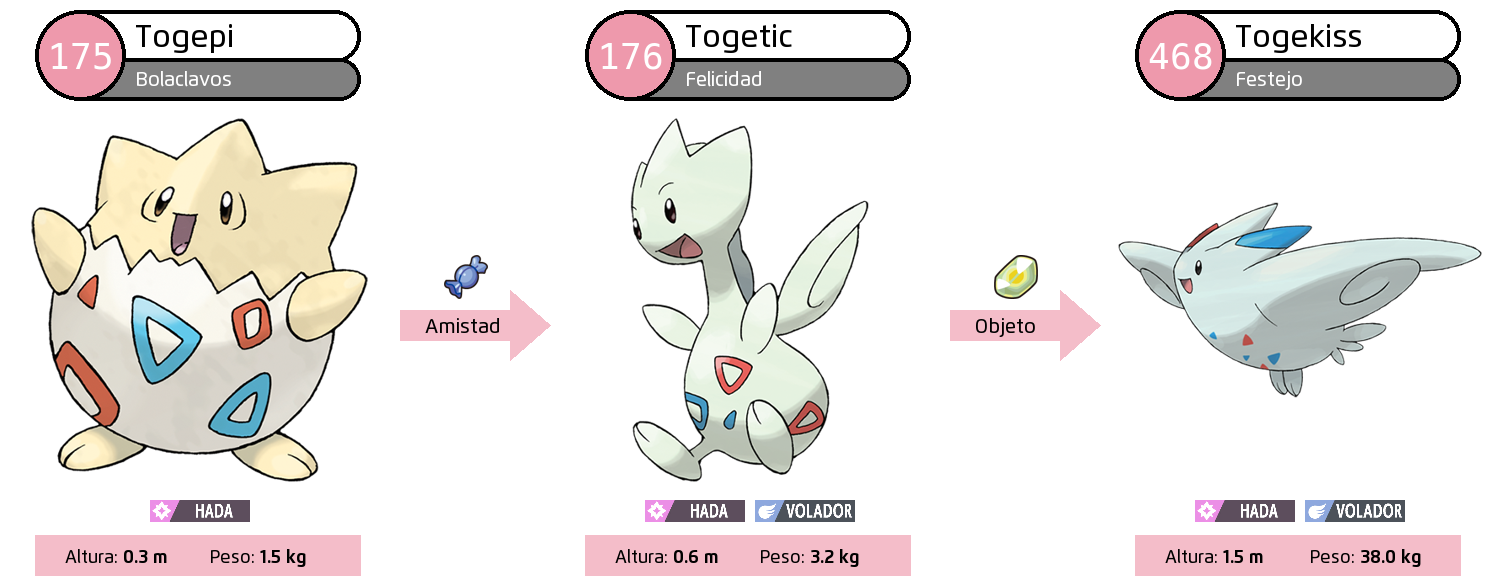 175
Togepi
Bolaclavos
176
Togetic
Felicidad
468
Togekiss
Festejo
Amistad
Objeto
HADA
HADA
VOLADOR
HADA
VOLADOR
Altura: 0.3 m
Peso: 1.5 kg
Altura: 0.6 m
Peso: 3.2 kg
Altura: 1.5 m
Peso: 38.0 kg